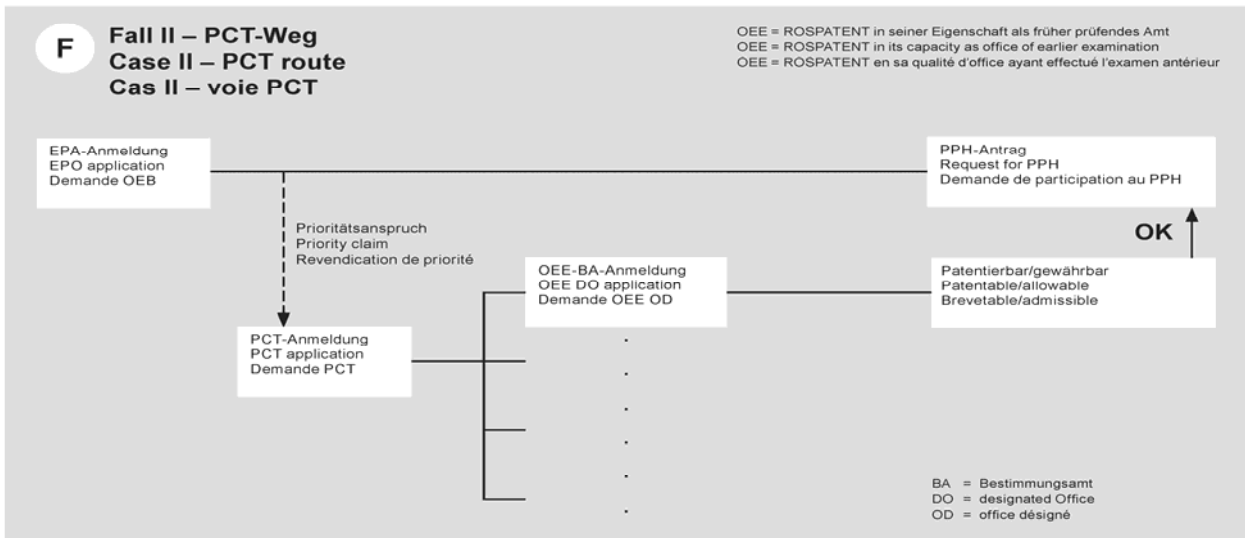 F
Fall II – PCT-Weg
Case II – PCT route
Cas II – voie PCT
OEE = ROSPATENT in seiner Eigenschaft als früher prüfendes Amt
OEE = ROSPATENT in its capacity as office of earlier examination
OEE = ROSPATENT en sa qualité d'office ayant effectué l'examen antérieur
EPA-Anmeldung
EPO application
Demande OEB
PPH-Antrag
Request for PPH
Demande de participation au PPH
Prioritätsanspruch
Priority claim
Revendication de priorité
OK
OEE-BA-Anmeldung
OEE DO application
Demande OEE OD
Patentierbar/gewährbar
Patentable/allowable
Brevetable/admissible
PCT-Anmeldung
PCT application
Demande PCT
BA = Bestimmungsamt
DO = designated Office
OD = office désigné